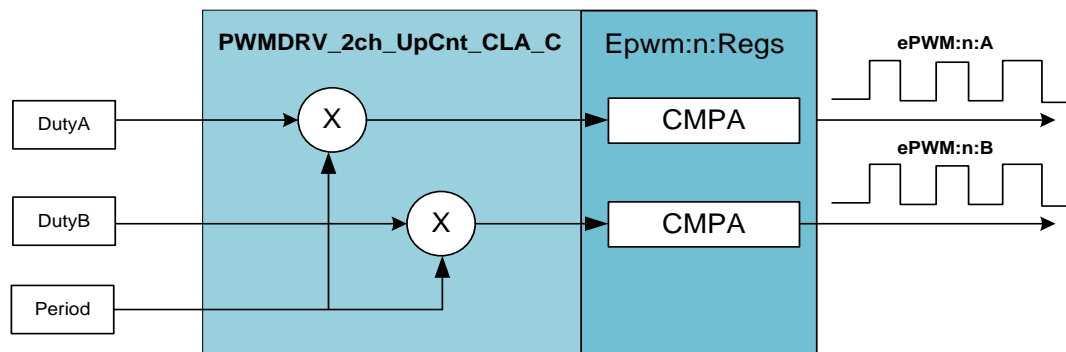 PWMDRV_2ch_UpCnt_CLA_C
Epwm:n:Regs
ePWM:n:A
DutyA
X
CMPA
ePWM:n:B
DutyB
X
CMPA
Period